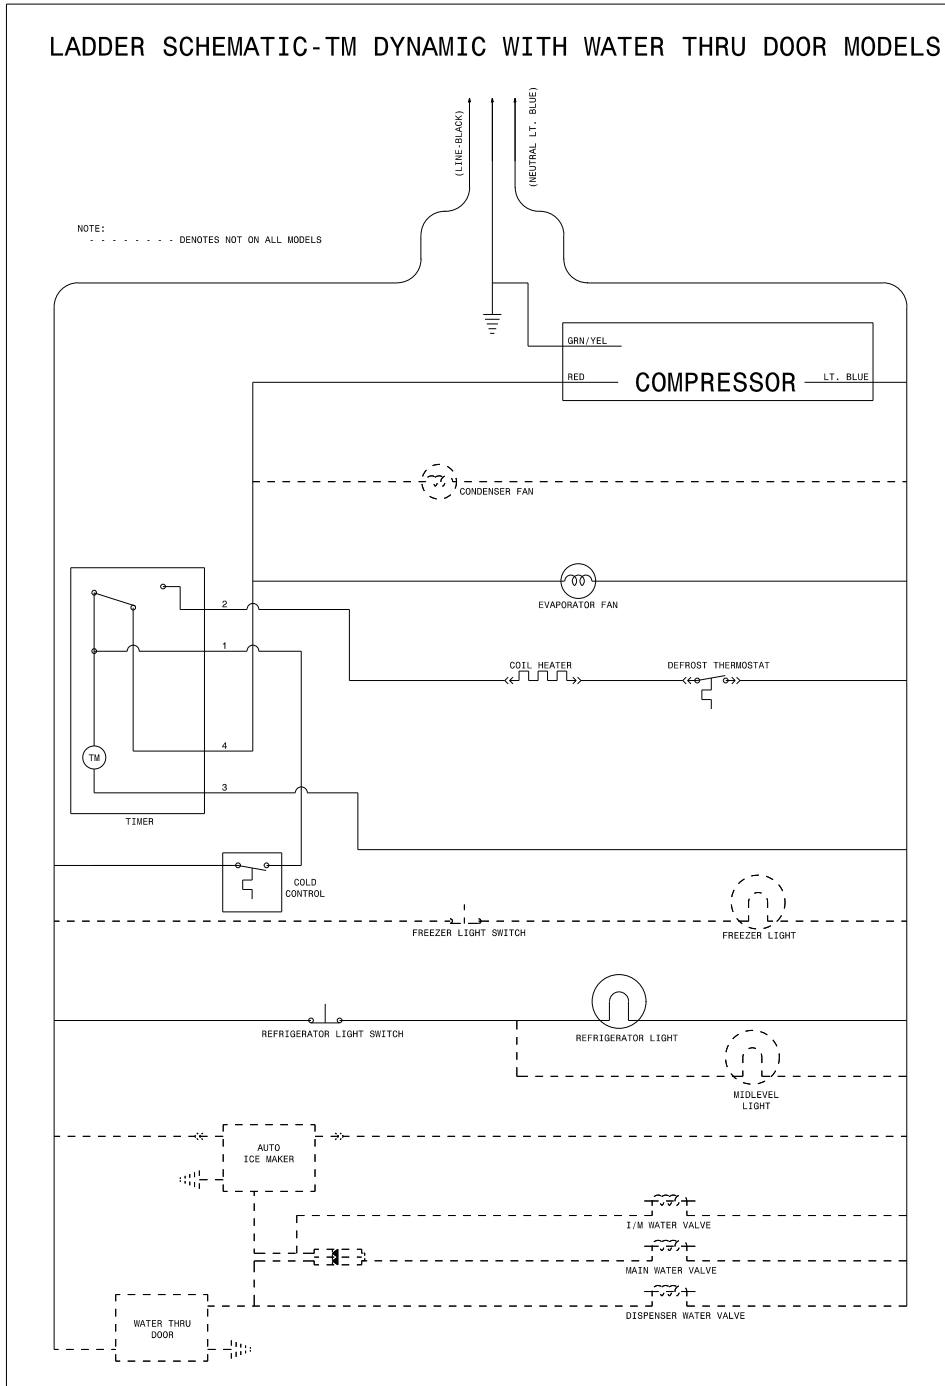 LADDER SCHEMATIC-TM DYNAMIC WITH WATER THRU DOOR MODELS
(LINE-BLACK)
(NEUTRAL LT. BLUE)
NOTE:
- - - - - - - - DENOTES NOT ON ALL MODELS
GRN/YEL
RED
COMPRESSOR
LT. BLUE
CONDENSER FAN
EVAPORATOR FAN
2
1
COIL HEATER
DEFROST THERMOSTAT
4
TM
3
TIMER
COLD
CONTROL
FREEZER LIGHT SWITCH
FREEZER LIGHT
REFRIGERATOR LIGHT SWITCH
REFRIGERATOR LIGHT
MIDLEVEL
LIGHT
AUTO
ICE MAKER
I/M WATER VALVE
MAIN WATER VALVE
DISPENSER WATER VALVE
WATER THRU
DOOR